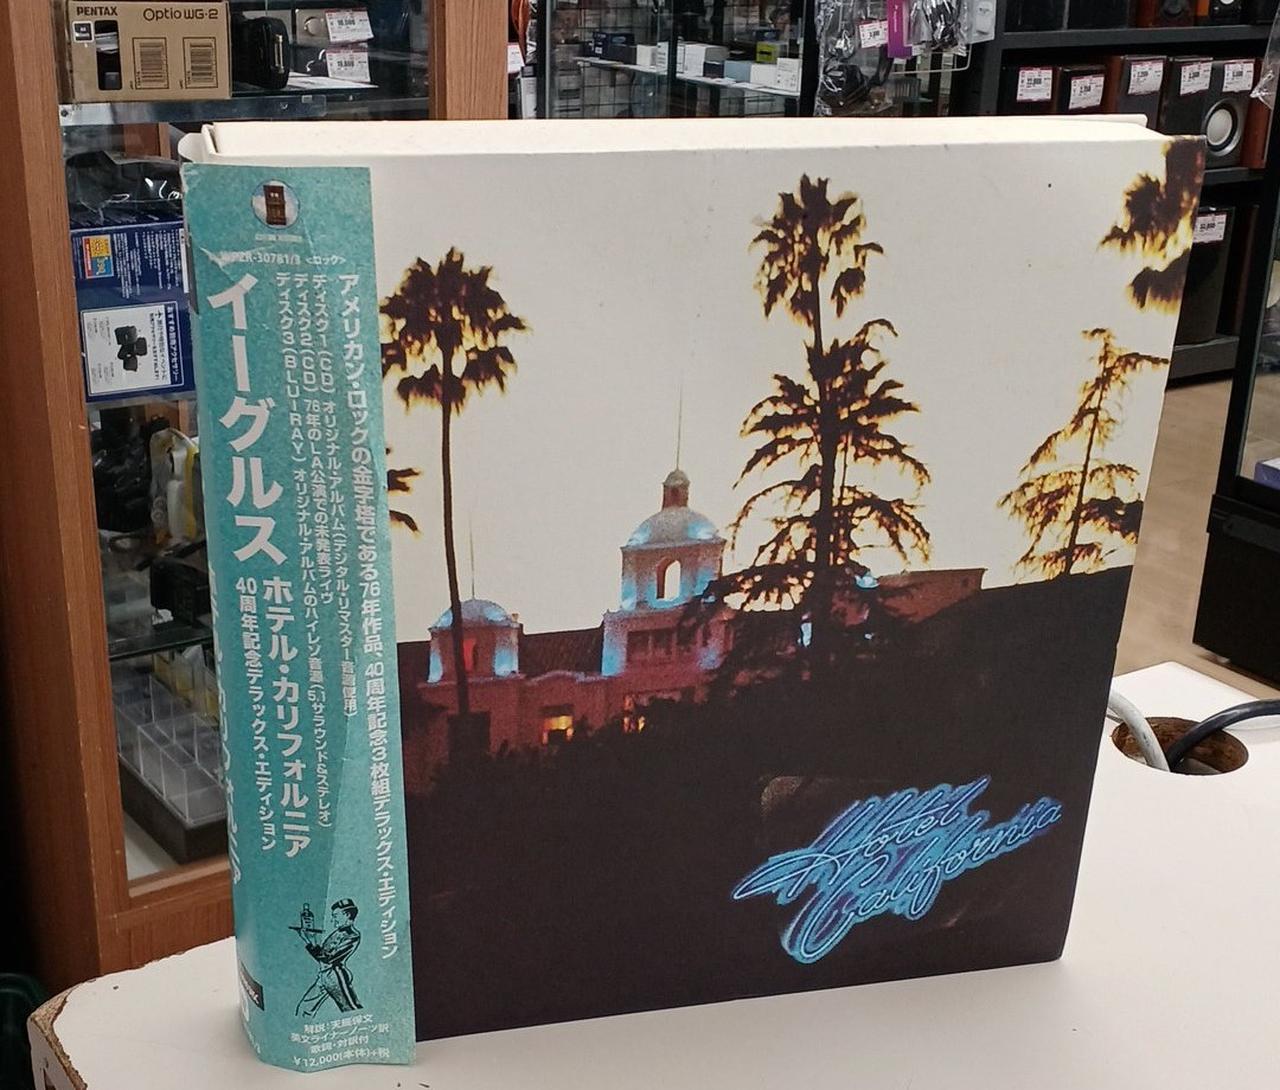 PENTAX Optio WG-2
WPZR-30781/3 <ロック>
アメリカン・ロックの金字塔である76年作品、40周年記念3枚組デラックス・エディション
ディスク1(CD) オリジナル・アルバム(デジタル・リマスター音源使用)
ディスク2(CD) 76年のLA公演での未発表ライヴ
ディスク3(BLU-RAY) オリジナル・アルバムのハイレゾ音源(5.1サラウンド&ステレオ)
イーグルス
ホテル・カリフォルニア
40周年記念デラックス・エディション
解説:天辰保文
英文ライナーノーツ訳
歌詞・対訳付
¥12,000(本体)+税
Hotel
California